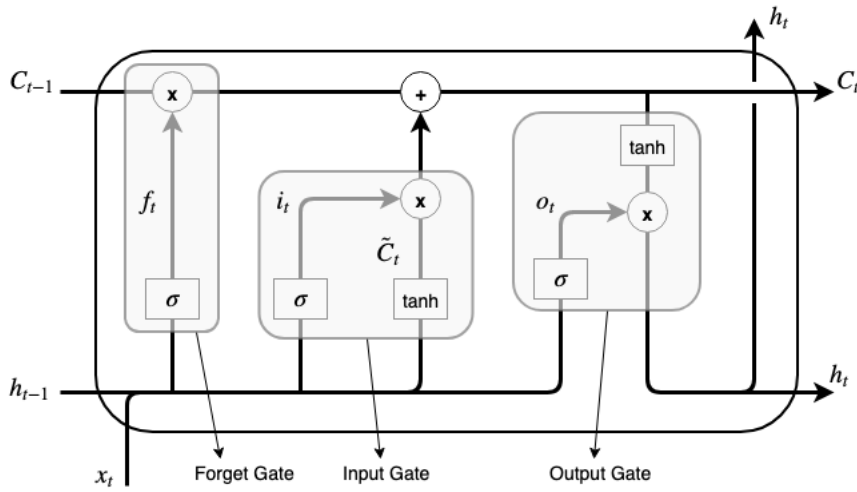 h_t
C_{t-1} x + C_t
tanh
f_t i_t x o_t x
C̃_t
σ σ tanh σ
h_{t-1} h_t
x_t Forget Gate Input Gate Output Gate